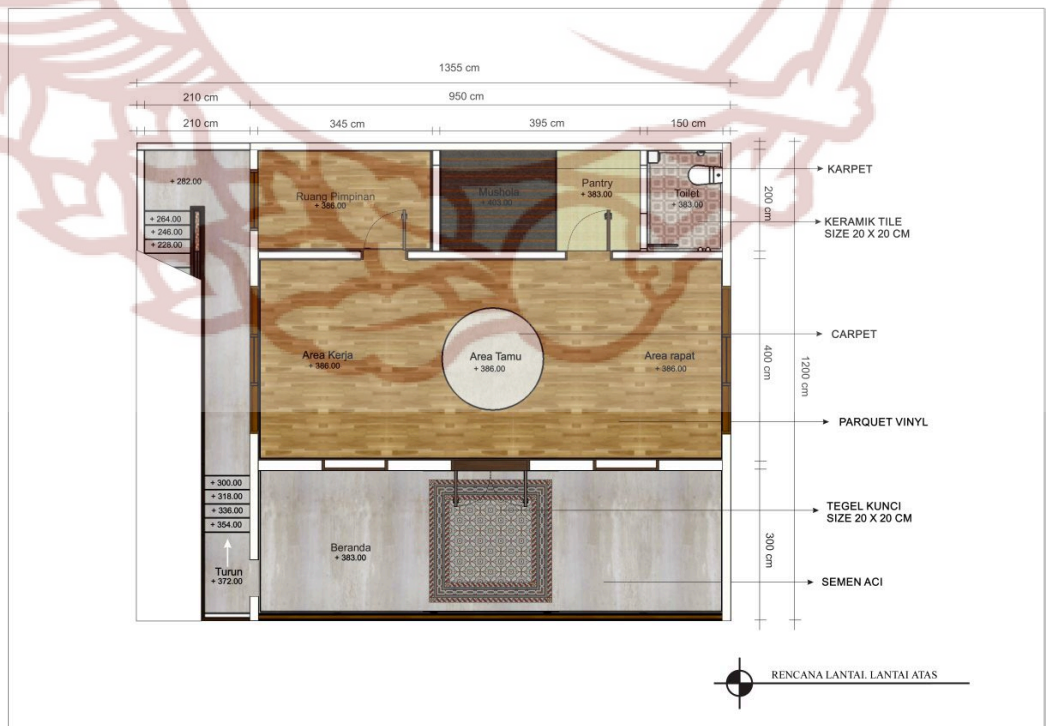 1355 cm
210 cm
950 cm
210 cm
345 cm
395 cm
150 cm
+ 282.00
+ 264.00
+ 246.00
+ 228.00
Ruang Pimpinan
+ 386.00
Mushola
+ 403.00
Pantry
+ 383.00
Toilet
+ 383.00
200 cm
KARPET
KERAMIK TILE
SIZE 20 X 20 CM
Area Kerja
+ 386.00
Area Tamu
+ 386.00
Area rapat
+ 386.00
400 cm
1200 cm
CARPET
PARQUET VINYL
+ 300.00
+ 318.00
+ 336.00
+ 354.00
Turun
+ 372.00
Beranda
+ 383.00
300 cm
TEGEL KUNCI
SIZE 20 X 20 CM
SEMEN ACI
RENCANA LANTAI. LANTAI ATAS